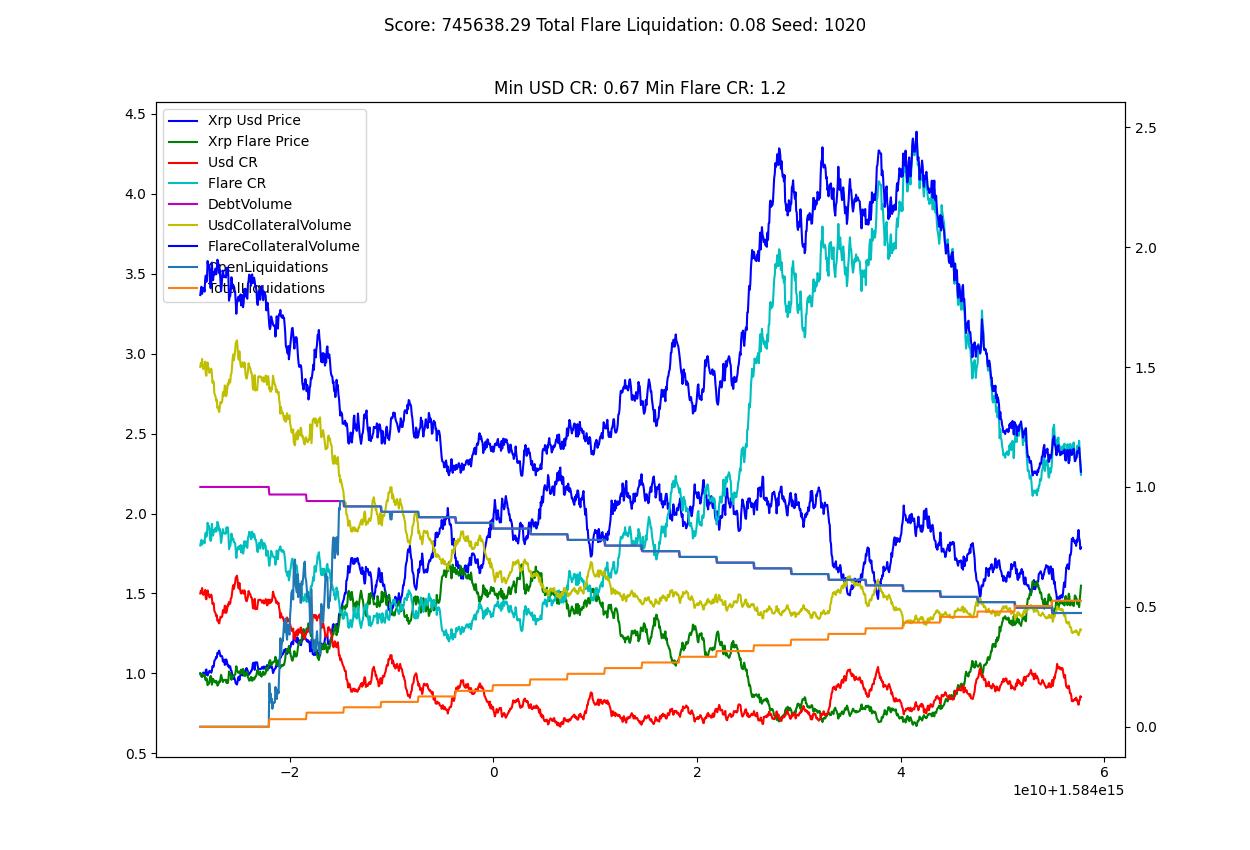 Score: 745638.29 Total Flare Liquidation: 0.08 Seed: 1020
Min USD CR: 0.67 Min Flare CR: 1.2
Xrp Usd Price
Xrp Flare Price
Usd CR
Flare CR
DebtVolume
UsdCollateralVolume
FlareCollateralVolume
OpenLiquidations
TotalLiquidations
4.5
4.0
3.5
3.0
2.5
2.0
1.5
1.0
0.5
2.5
2.0
1.5
1.0
0.5
0.0
−2
0
2
4
6
1e10+1.584e15